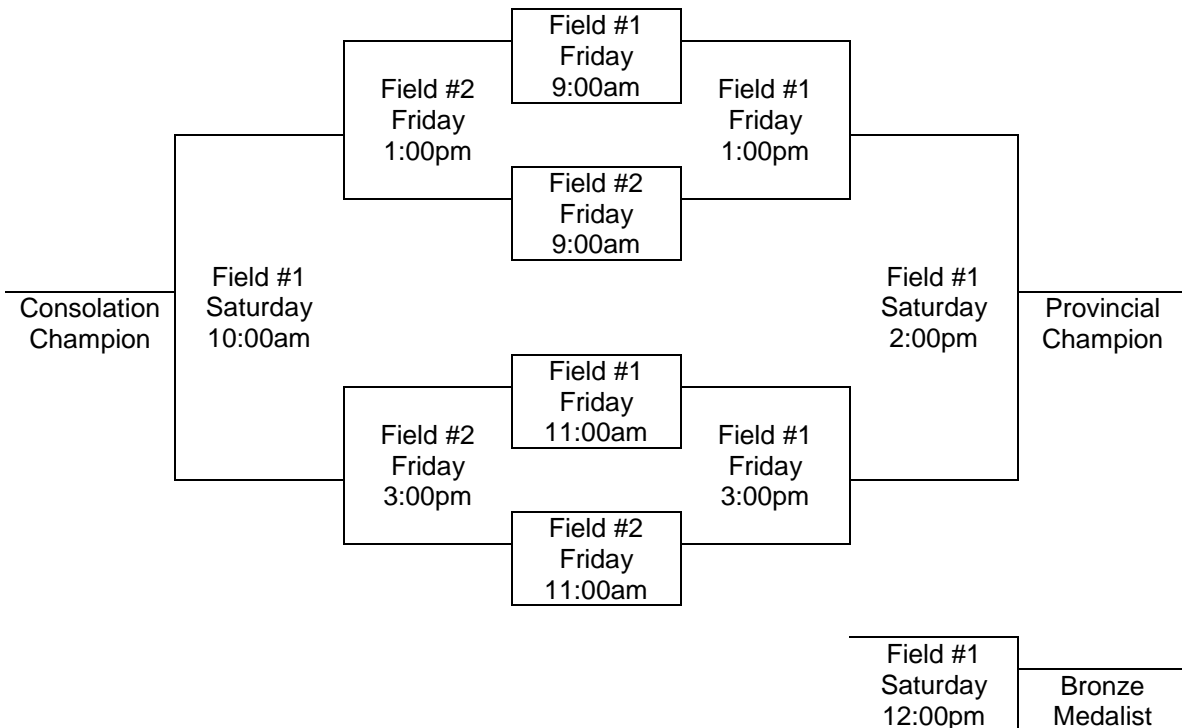 Field #1
Friday
9:00am
Field #2
Friday
1:00pm
Field #1
Friday
1:00pm
Field #2
Friday
9:00am
Consolation
Champion
Field #1
Saturday
10:00am
Field #1
Saturday
2:00pm
Provincial
Champion
Field #1
Friday
11:00am
Field #2
Friday
3:00pm
Field #1
Friday
3:00pm
Field #2
Friday
11:00am
Field #1
Saturday
12:00pm
Bronze
Medalist